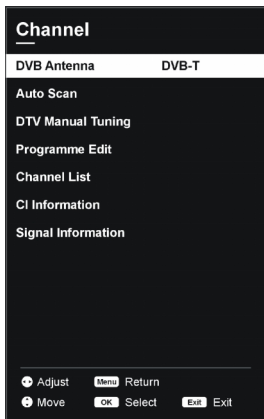 Channel
DVB Antenna DVB-T
Auto Scan
DTV Manual Tuning
Programme Edit
Channel List
CI Information
Signal Information
Adjust Menu Return
Move OK Select Exit Exit